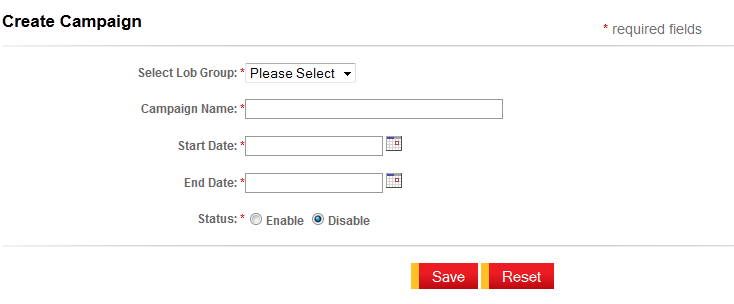 Create Campaign
* required fields
Select Lob Group: * Please Select
Campaign Name: *
Start Date: *
End Date: *
Status: * Enable Disable
Save Reset